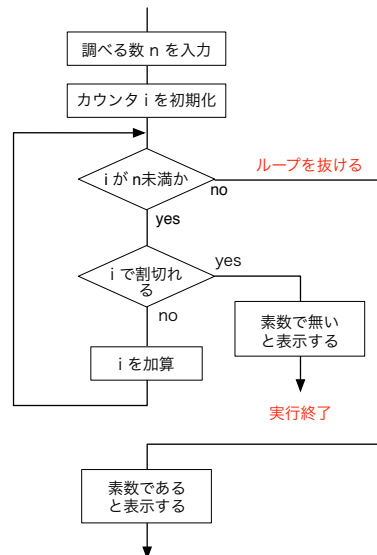 調べる数 n を入力
カウンタ i を初期化
i が n未満か
no
ループを抜ける
yes
i で割切れ
る
yes
no
素数で無い
と表示する
i を加算
実行終了
素数である
と表示する